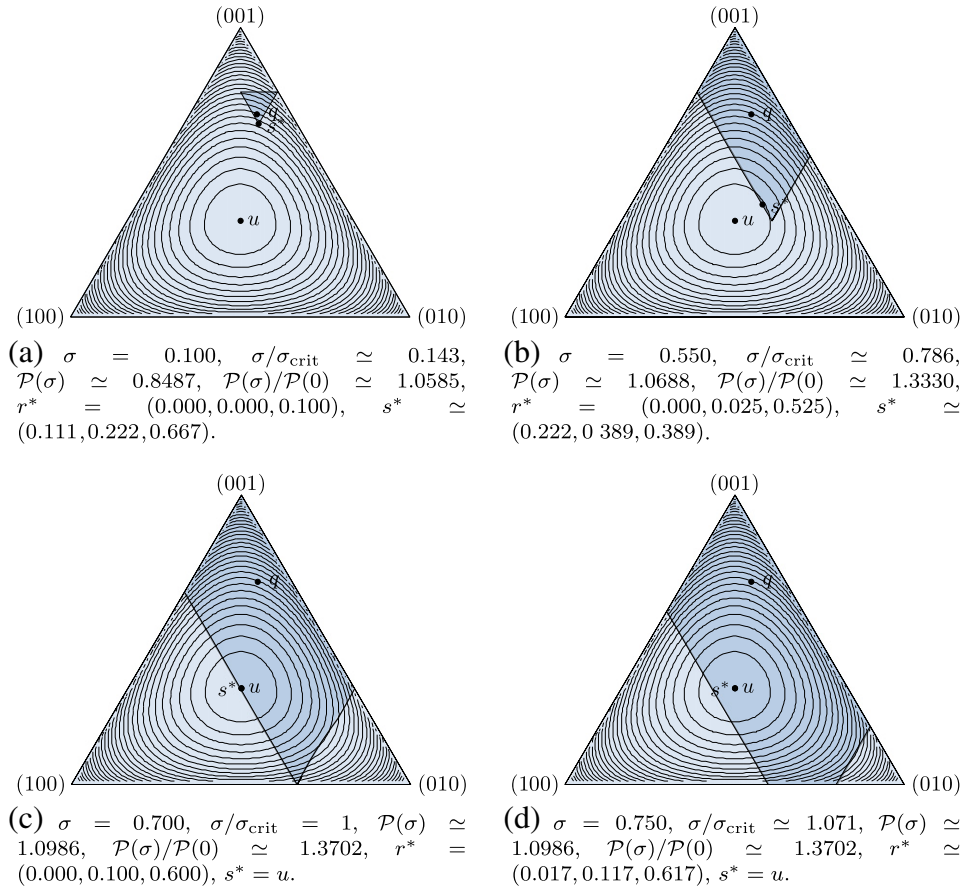 (001) (001)
q q
s* s*
u u
(100) (010) (100) (010)
(a) σ = 0.100, σ/σcrit ≃ 0.143,
𝒫(σ) ≃ 0.8487, 𝒫(σ)/𝒫(0) ≃ 1.0585,
r* = (0.000, 0.000, 0.100), s* ≃
(0.111, 0.222, 0.667).
(b) σ = 0.550, σ/σcrit ≃ 0.786,
𝒫(σ) ≃ 1.0688, 𝒫(σ)/𝒫(0) ≃ 1.3330,
r* = (0.000, 0.025, 0.525), s* ≃
(0.222, 0 389, 0.389).
(001) (001)
q q
s* u s* u
(100) (010) (100) (010)
(c) σ = 0.700, σ/σcrit = 1, 𝒫(σ) ≃
1.0986, 𝒫(σ)/𝒫(0) ≃ 1.3702, r* =
(0.000, 0.100, 0.600), s* = u.
(d) σ = 0.750, σ/σcrit ≃ 1.071, 𝒫(σ) ≃
1.0986, 𝒫(σ)/𝒫(0) ≃ 1.3702, r* ≃
(0.017, 0.117, 0.617), s* = u.